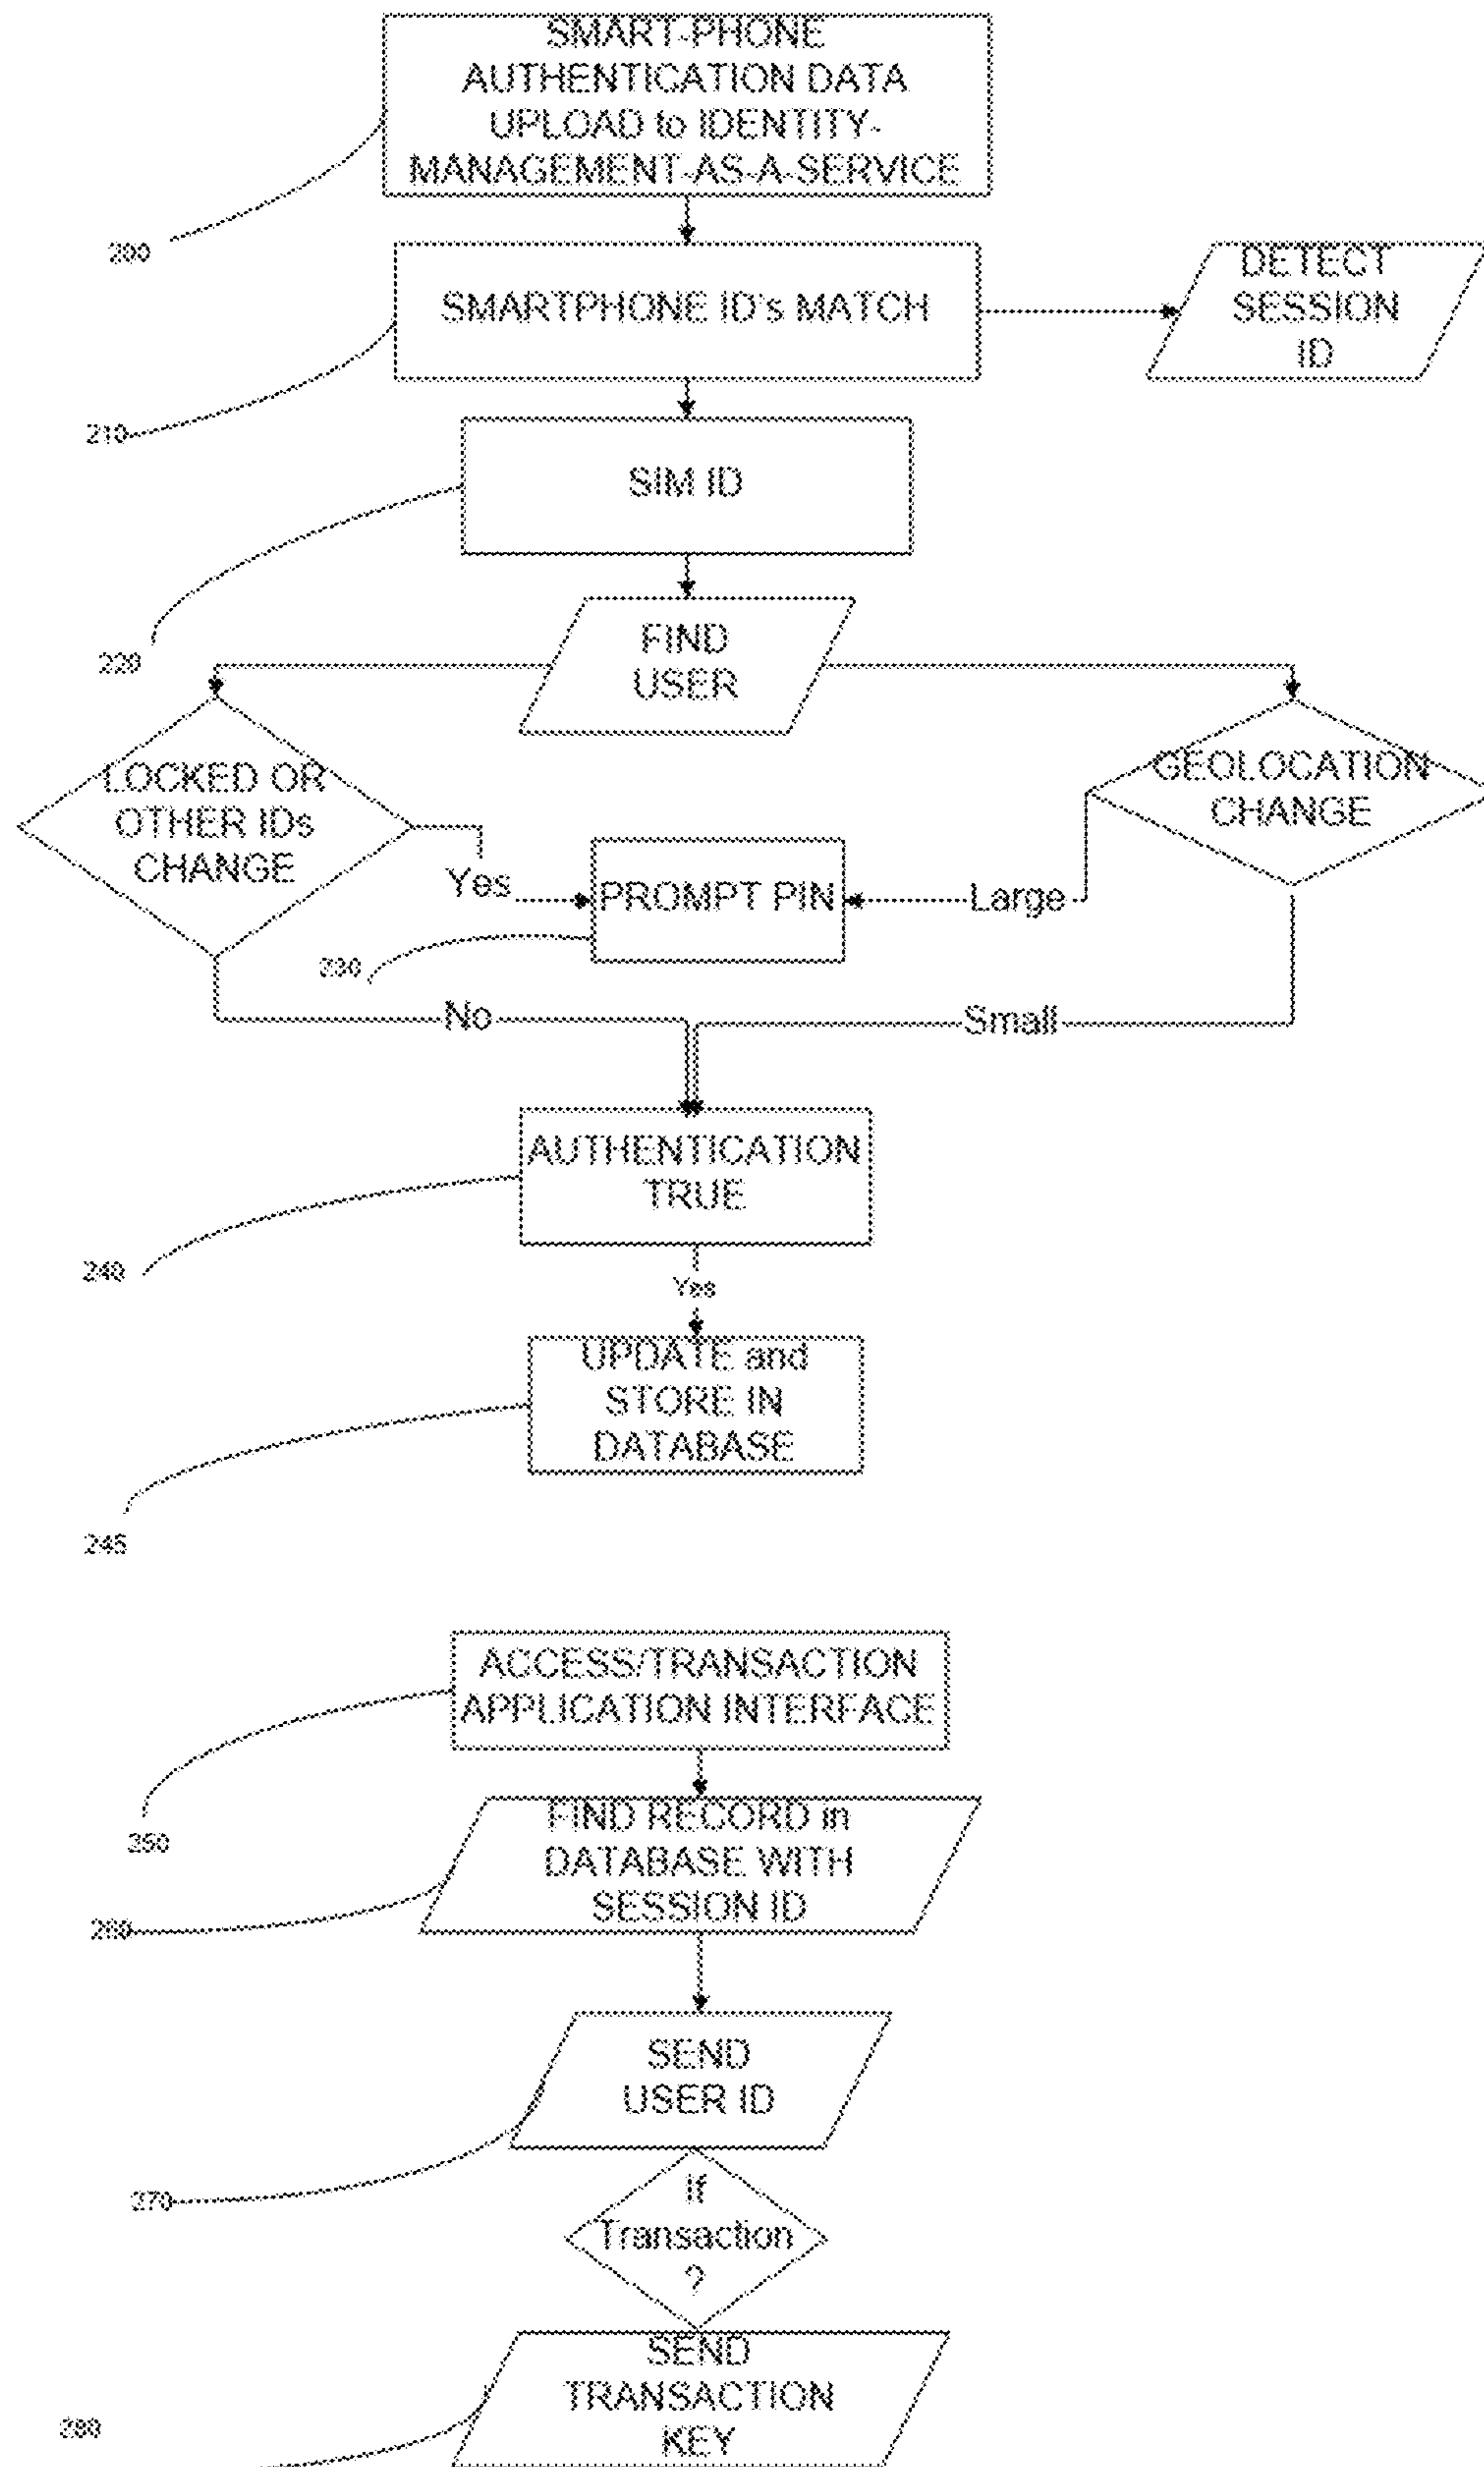 SMART-PHONE
AUTHENTICATION DATA
UPLOAD to IDENTITY-
MANAGEMENT-AS-A-SERVICE
200
SMARTPHONE ID's MATCH
DETECT
SESSION
ID
210
SIM ID
220
FIND
USER
LOCKED OR
OTHER IDs
CHANGE
GEOLOCATION
CHANGE
Yes
PROMPT PIN
Large
230
No
Small
AUTHENTICATION
TRUE
240
Yes
UPDATE and
STORE IN
DATABASE
245
ACCESS/TRANSACTION
APPLICATION INTERFACE
250
FIND RECORD in
DATABASE WITH
SESSION ID
260
SEND
USER ID
270
If
Transaction
?
SEND
TRANSACTION
KEY
280